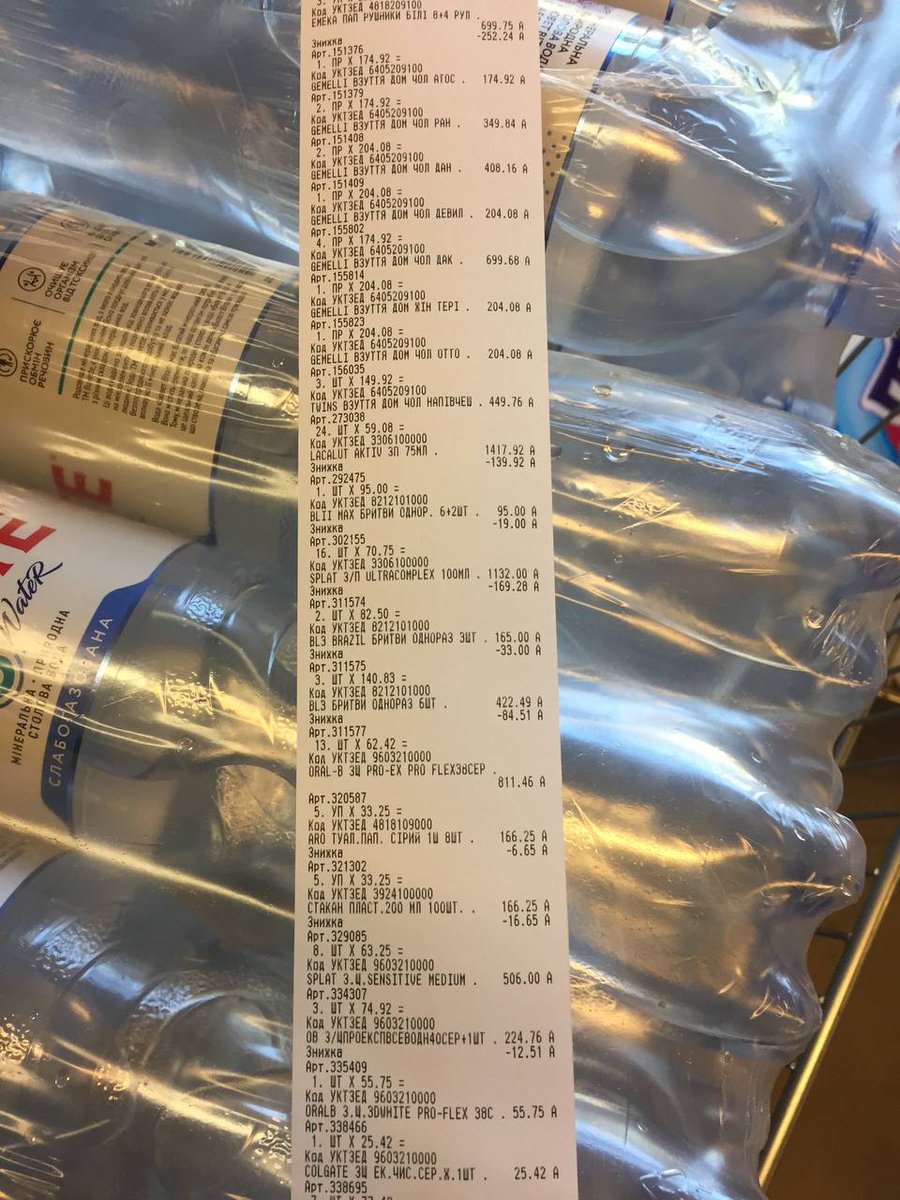 Код УКТЗЕД 4818209100
ЕМЕКА ПАП РУШНИКИ БІЛІ 8+4 РУЛ .
699.75 А
Знижка -252.24 А
Арт.151376
1. ПР Х 174.92 =
Код УКТЗЕД 6405209100
GEMELLI ВЗУТТЯ ДОМ ЧОЛ АТОС . 174.92 А
Арт.151379
2. ПР Х 174.92 =
Код УКТЗЕД 6405209100
GEMELLI ВЗУТТЯ ДОМ ЧОЛ РАН . 349.84 А
Арт.151408
2. ПР Х 204.08 =
Код УКТЗЕД 6405209100
GEMELLI ВЗУТТЯ ДОМ ЧОЛ ДАН . 408.16 А
Арт.151409
1. ПР Х 204.08 =
Код УКТЗЕД 6405209100
GEMELLI ВЗУТТЯ ДОМ ЧОЛ ДЕВИЛ . 204.08 А
Арт.155802
4. ПР Х 174.92 =
Код УКТЗЕД 6405209100
GEMELLI ВЗУТТЯ ДОМ ЧОЛ ДАК . 699.68 А
Арт.155814
1. ПР Х 204.08 =
Код УКТЗЕД 6405209100
GEMELLI ВЗУТТЯ ДОМ ЖІН ТЕРІ . 204.08 А
Арт.155823
1. ПР Х 204.08 =
Код УКТЗЕД 6405209100
GEMELLI ВЗУТТЯ ДОМ ЧОЛ ОТТО . 204.08 А
Арт.156035
3. ШТ Х 149.92 =
Код УКТЗЕД 6405209100
TWINS ВЗУТТЯ ДОМ ЧОЛ НАПІВЧЕШ . 449.76 А
Арт.273038
24. ШТ Х 59.08 =
Код УКТЗЕД 3306100000
LACALUT AKTIV ЗП 75МЛ . 1417.92 А
Знижка -139.92 А
Арт.292475
1. ШТ Х 95.00 =
Код УКТЗЕД 8212101000
BLII MAX БРИТВИ ОДНОР. 6+2ШТ . 95.00 А
Знижка -19.00 А
Арт.302155
16. ШТ Х 70.75 =
Код УКТЗЕД 3306100000
SPLAT З/П ULTRACOMPLEX 100МЛ . 1132.00 А
Знижка -169.28 А
Арт.311574
2. ШТ Х 82.50 =
Код УКТЗЕД 8212101000
BL3 BRAZIL БРИТВИ ОДНОРАЗ 3ШТ . 165.00 А
Знижка -33.00 А
Арт.311575
3. ШТ Х 140.83 =
Код УКТЗЕД 8212101000
BL3 БРИТВИ ОДНОРАЗ 6ШТ . 422.49 А
Знижка -84.51 А
Арт.311577
13. ШТ Х 62.42 =
Код УКТЗЕД 9603210000
ORAL-B ЗЩ PRO-EX PRO FLEX38СЕР .
811.46 А
Арт.320587
5. УП Х 33.25 =
Код УКТЗЕД 4818109000
ARO ТУАЛ.ПАП. СІРИЙ 1Ш 8ШТ . 166.25 А
Знижка -6.65 А
Арт.321302
5. УП Х 33.25 =
Код УКТЗЕД 3924100000
СТАКАН ПЛАСТ.200 МЛ 100ШТ. . 166.25 А
Знижка -16.65 А
Арт.329085
8. ШТ Х 63.25 =
Код УКТЗЕД 9603210000
SPLAT З.Щ.SENSITIVE MEDIUM . 506.00 А
Арт.334307
3. ШТ Х 74.92 =
Код УКТЗЕД 9603210000
ОВ З/ЩПРОЕКСПВСЕВОДН40СЕР+1ШТ . 224.76 А
Знижка -12.51 А
Арт.335409
1. ШТ Х 55.75 =
Код УКТЗЕД 9603210000
ORALB З.Щ.3DWHITE PRO-FLEX 38С . 55.75 А
Арт.338466
1. ШТ Х 25.42 =
Код УКТЗЕД 9603210000
COLGATE ЗЩ ЕК.ЧИС.СЕР.Ж.1ШТ . 25.42 А
Арт.338695
ПРИСКОРЮЄ
ОБМІН
РЕЧОВИН
Water
МІНЕРАЛЬНА ПРИРОДНА
СТОЛОВА ВОДА
СЛАБОГАЗОВАНА